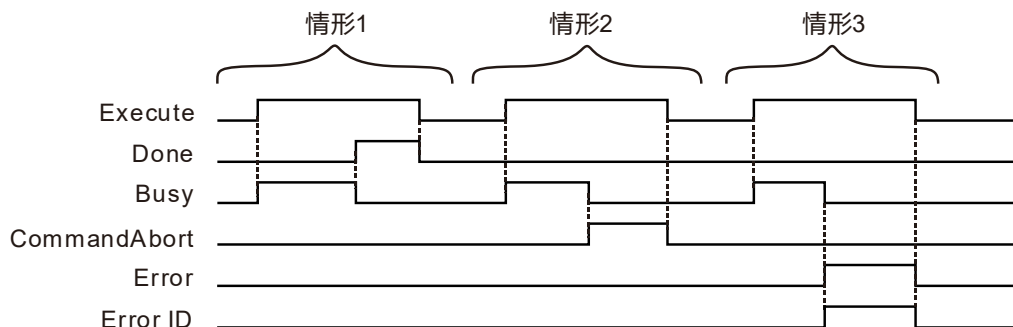 情形1 情形2 情形3
Execute
Done
Busy
CommandAbort
Error
Error ID